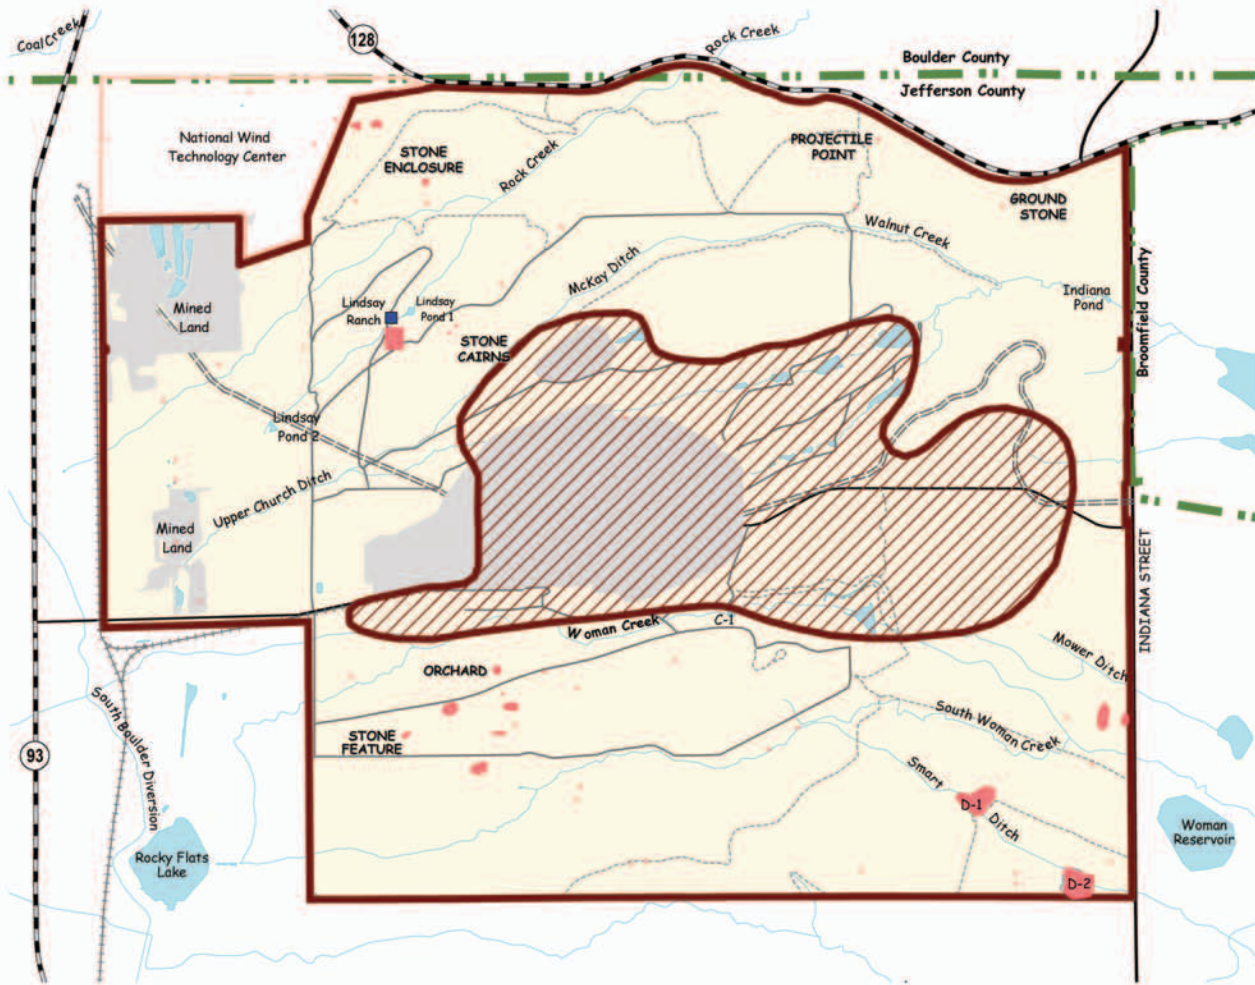 Coal Creek
128
Rock Creek
Boulder County
Jefferson County
National Wind
Technology Center
STONE
ENCLOSURE
Rock Creek
PROJECTILE
POINT
GROUND
STONE
Walnut Creek
McKay Ditch
Mined
Land
Lindsay
Ranch
Lindsay
Pond 1
Indiana
Pond
Broomfield County
STONE
CAIRNS
Lindsay
Pond 2
Upper Church Ditch
Mined
Land
INDIANA STREET
Woman Creek
C-1
Mower Ditch
ORCHARD
South Boulder Diversion
STONE
FEATURE
South Woman Creek
93
Smart
Ditch
D-1
Woman
Reservoir
Rocky Flats
Lake
D-2